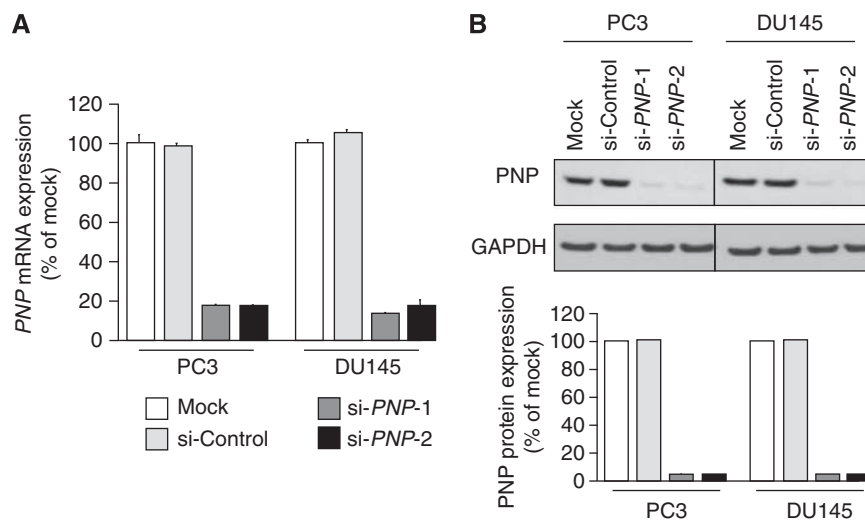 A
PNP mRNA expression
(% of mock)
120
100
80
60
40
20
0
PC3
DU145
Mock
si-Control
si-PNP-1
si-PNP-2
B
PC3
DU145
Mock
si-Control
si-PNP-1
si-PNP-2
Mock
si-Control
si-PNP-1
si-PNP-2
PNP
GAPDH
PNP protein expression
(% of mock)
120
100
80
60
40
20
0
PC3
DU145